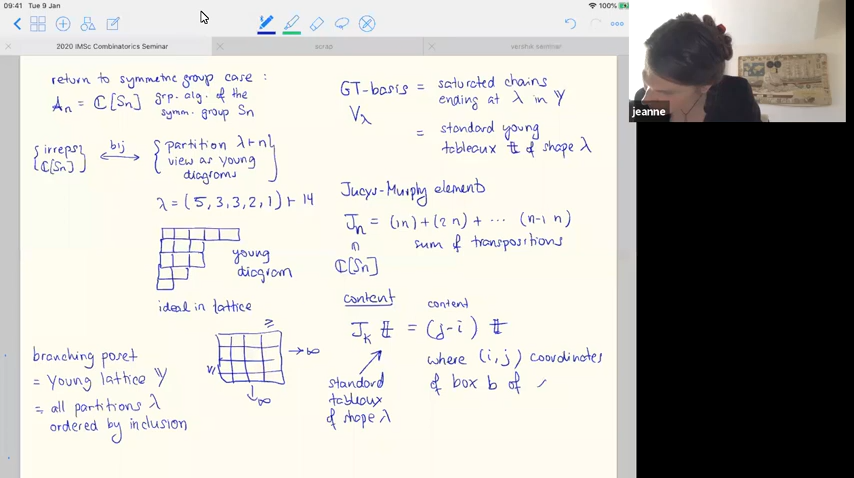 09:41 Tue 9 Jan
100%
2020 IMSc Combinatorics Seminar
scrap
vershik seminar
jeanne
return to symmetric group case :
An = ℂ[Sn] grp. alg. of the
symm. group Sn
{ irreps ℂ[Sn] } bij ⟷ { partition λ ⊢ n
view as Young
diagrams }
λ = (5, 3, 3, 2, 1) ⊢ 14
young
diagram
ideal in lattice
≥
→ ∞
↓ ∞
branching poset
= Young lattice 𝕐
= all partitions λ
ordered by inclusion
GT-basis = saturated chains
ending at λ in 𝕐
Vλ
= standard young
tableaux 𝕥 of shape λ
Jucys-Murphy element
Jn = (1n) + (2 n) + ... (n-1 n)
sum of transpositions
ℂ[Sn]
content
content
Jk 𝕥 = (j-i) 𝕥
where (i, j) coordinates
of box b of
standard
tableaux
of shape λ